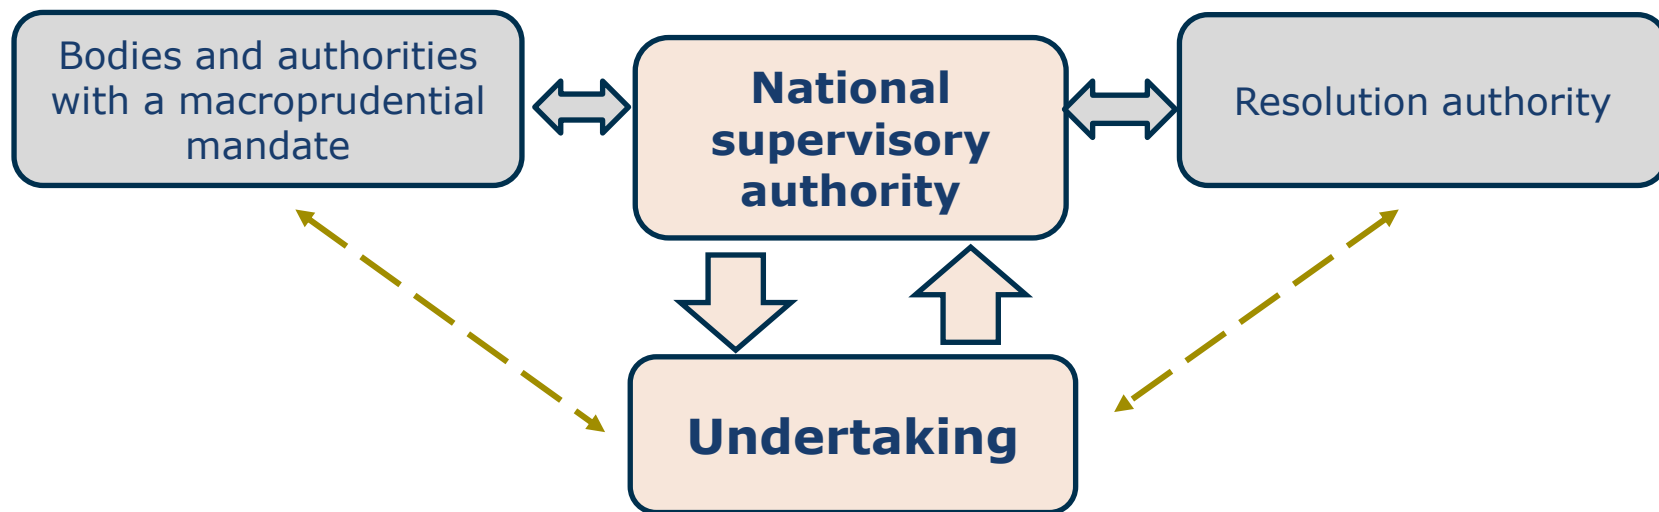 Bodies and authorities
with a macroprudential
mandate
National
supervisory
authority
Resolution authority
Undertaking